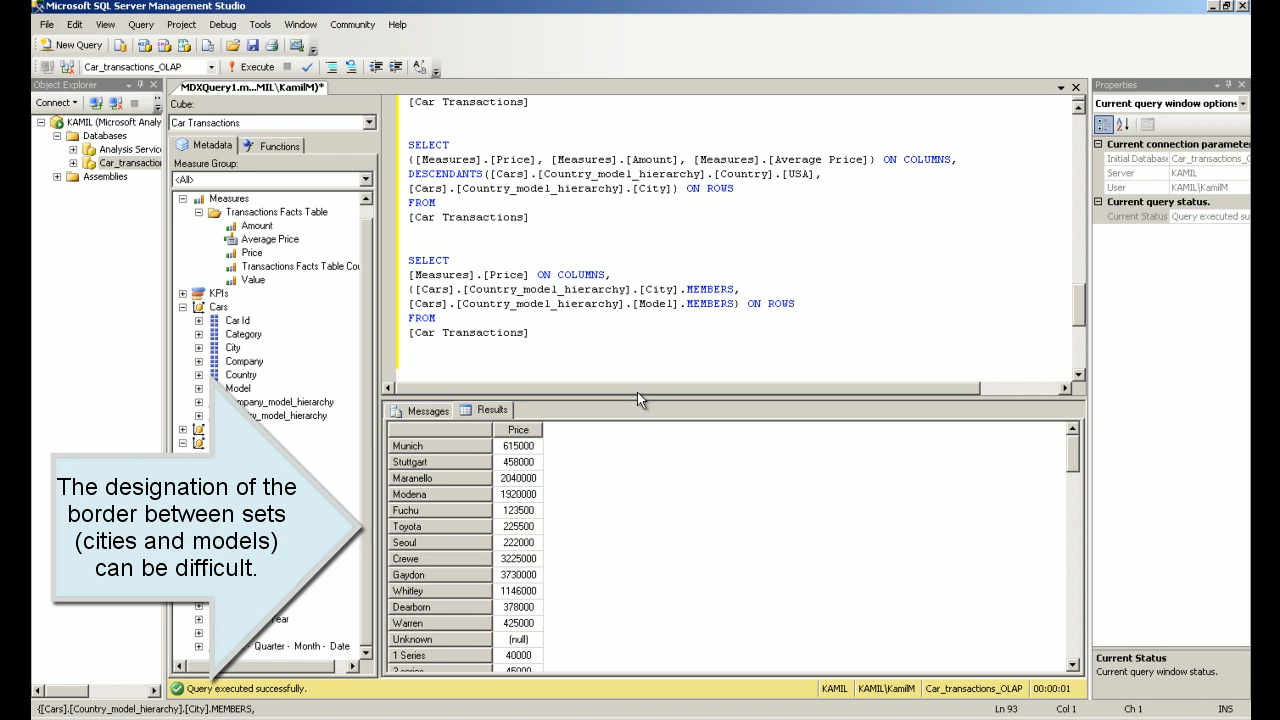 Microsoft SQL Server Management Studio
File Edit View Query Project Debug Tools Window Community Help
New Query
Car_transactions_OLAP Execute
Object Explorer
Connect
KAMIL (Microsoft Analy
Databases
Analysis Servic
Car_transactio
Assemblies
MDXQuery1.m...MIL\KamilM)*
Cube:
Car Transactions
Metadata Functions
Measure Group:
<All>
Measures
Transactions Facts Table
Amount
Average Price
Price
Transactions Facts Table Cou
Value
KPIs
Cars
Car Id
Category
City
Company
Country
Model
mpany_model_hierarchy
y_model_hierarchy
ear
- Quarter - Month - Date
The designation of the
border between sets
(cities and models)
can be difficult.
[Car Transactions]
SELECT
([Measures].[Price], [Measures].[Amount], [Measures].[Average Price]) ON COLUMNS,
DESCENDANTS([Cars].[Country_model_hierarchy].[Country].[USA],
[Cars].[Country_model_hierarchy].[City]) ON ROWS
FROM
[Car Transactions]
SELECT
[Measures].[Price] ON COLUMNS,
{[Cars].[Country_model_hierarchy].[City].MEMBERS,
[Cars].[Country_model_hierarchy].[Model].MEMBERS} ON ROWS
FROM
[Car Transactions]
Messages Results
Price
Munich 615000
Stuttgart 458000
Maranello 2040000
Modena 1920000
Fuchu 123500
Toyota 225500
Seoul 222000
Crewe 3225000
Gaydon 3730000
Whitley 1146000
Dearborn 378000
Warren 425000
Unknown (null)
1 Series 40000
Properties
Current query window options
Current connection parameter
Initial Database Car_transactions_O
Server KAMIL
User KAMIL\KamilM
Current query status.
Current Status Query executed su
Current Status
Current query window status.
Query executed successfully. KAMIL KAMIL\KamilM Car_transactions_OLAP 00:00:01
{[Cars].[Country_model_hierarchy].[City].MEMBERS, Ln 93 Col 1 Ch 1 INS